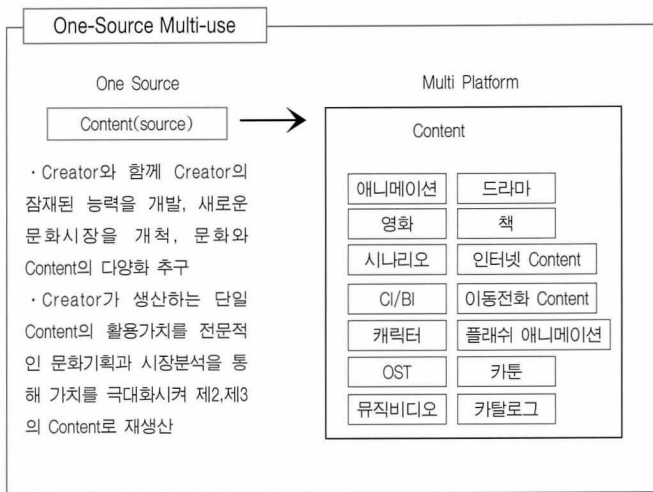 One-Source Multi-use
One Source
Content(source)
· Creator와 함께 Creator의
잠재된 능력을 개발, 새로운
문화시장을 개척, 문화와
Content의 다양화 추구
· Creator가 생산하는 단일
Content의 활용가치를 전문적
인 문화기획과 시장분석을 통
해 가치를 극대화시켜 제2,제3
의 Content로 재생산
Multi Platform
Content
애니메이션 드라마
영화 책
시나리오 인터넷 Content
CI/BI 이동전화 Content
캐릭터 플래쉬 애니메이션
OST 카툰
뮤직비디오 카탈로그